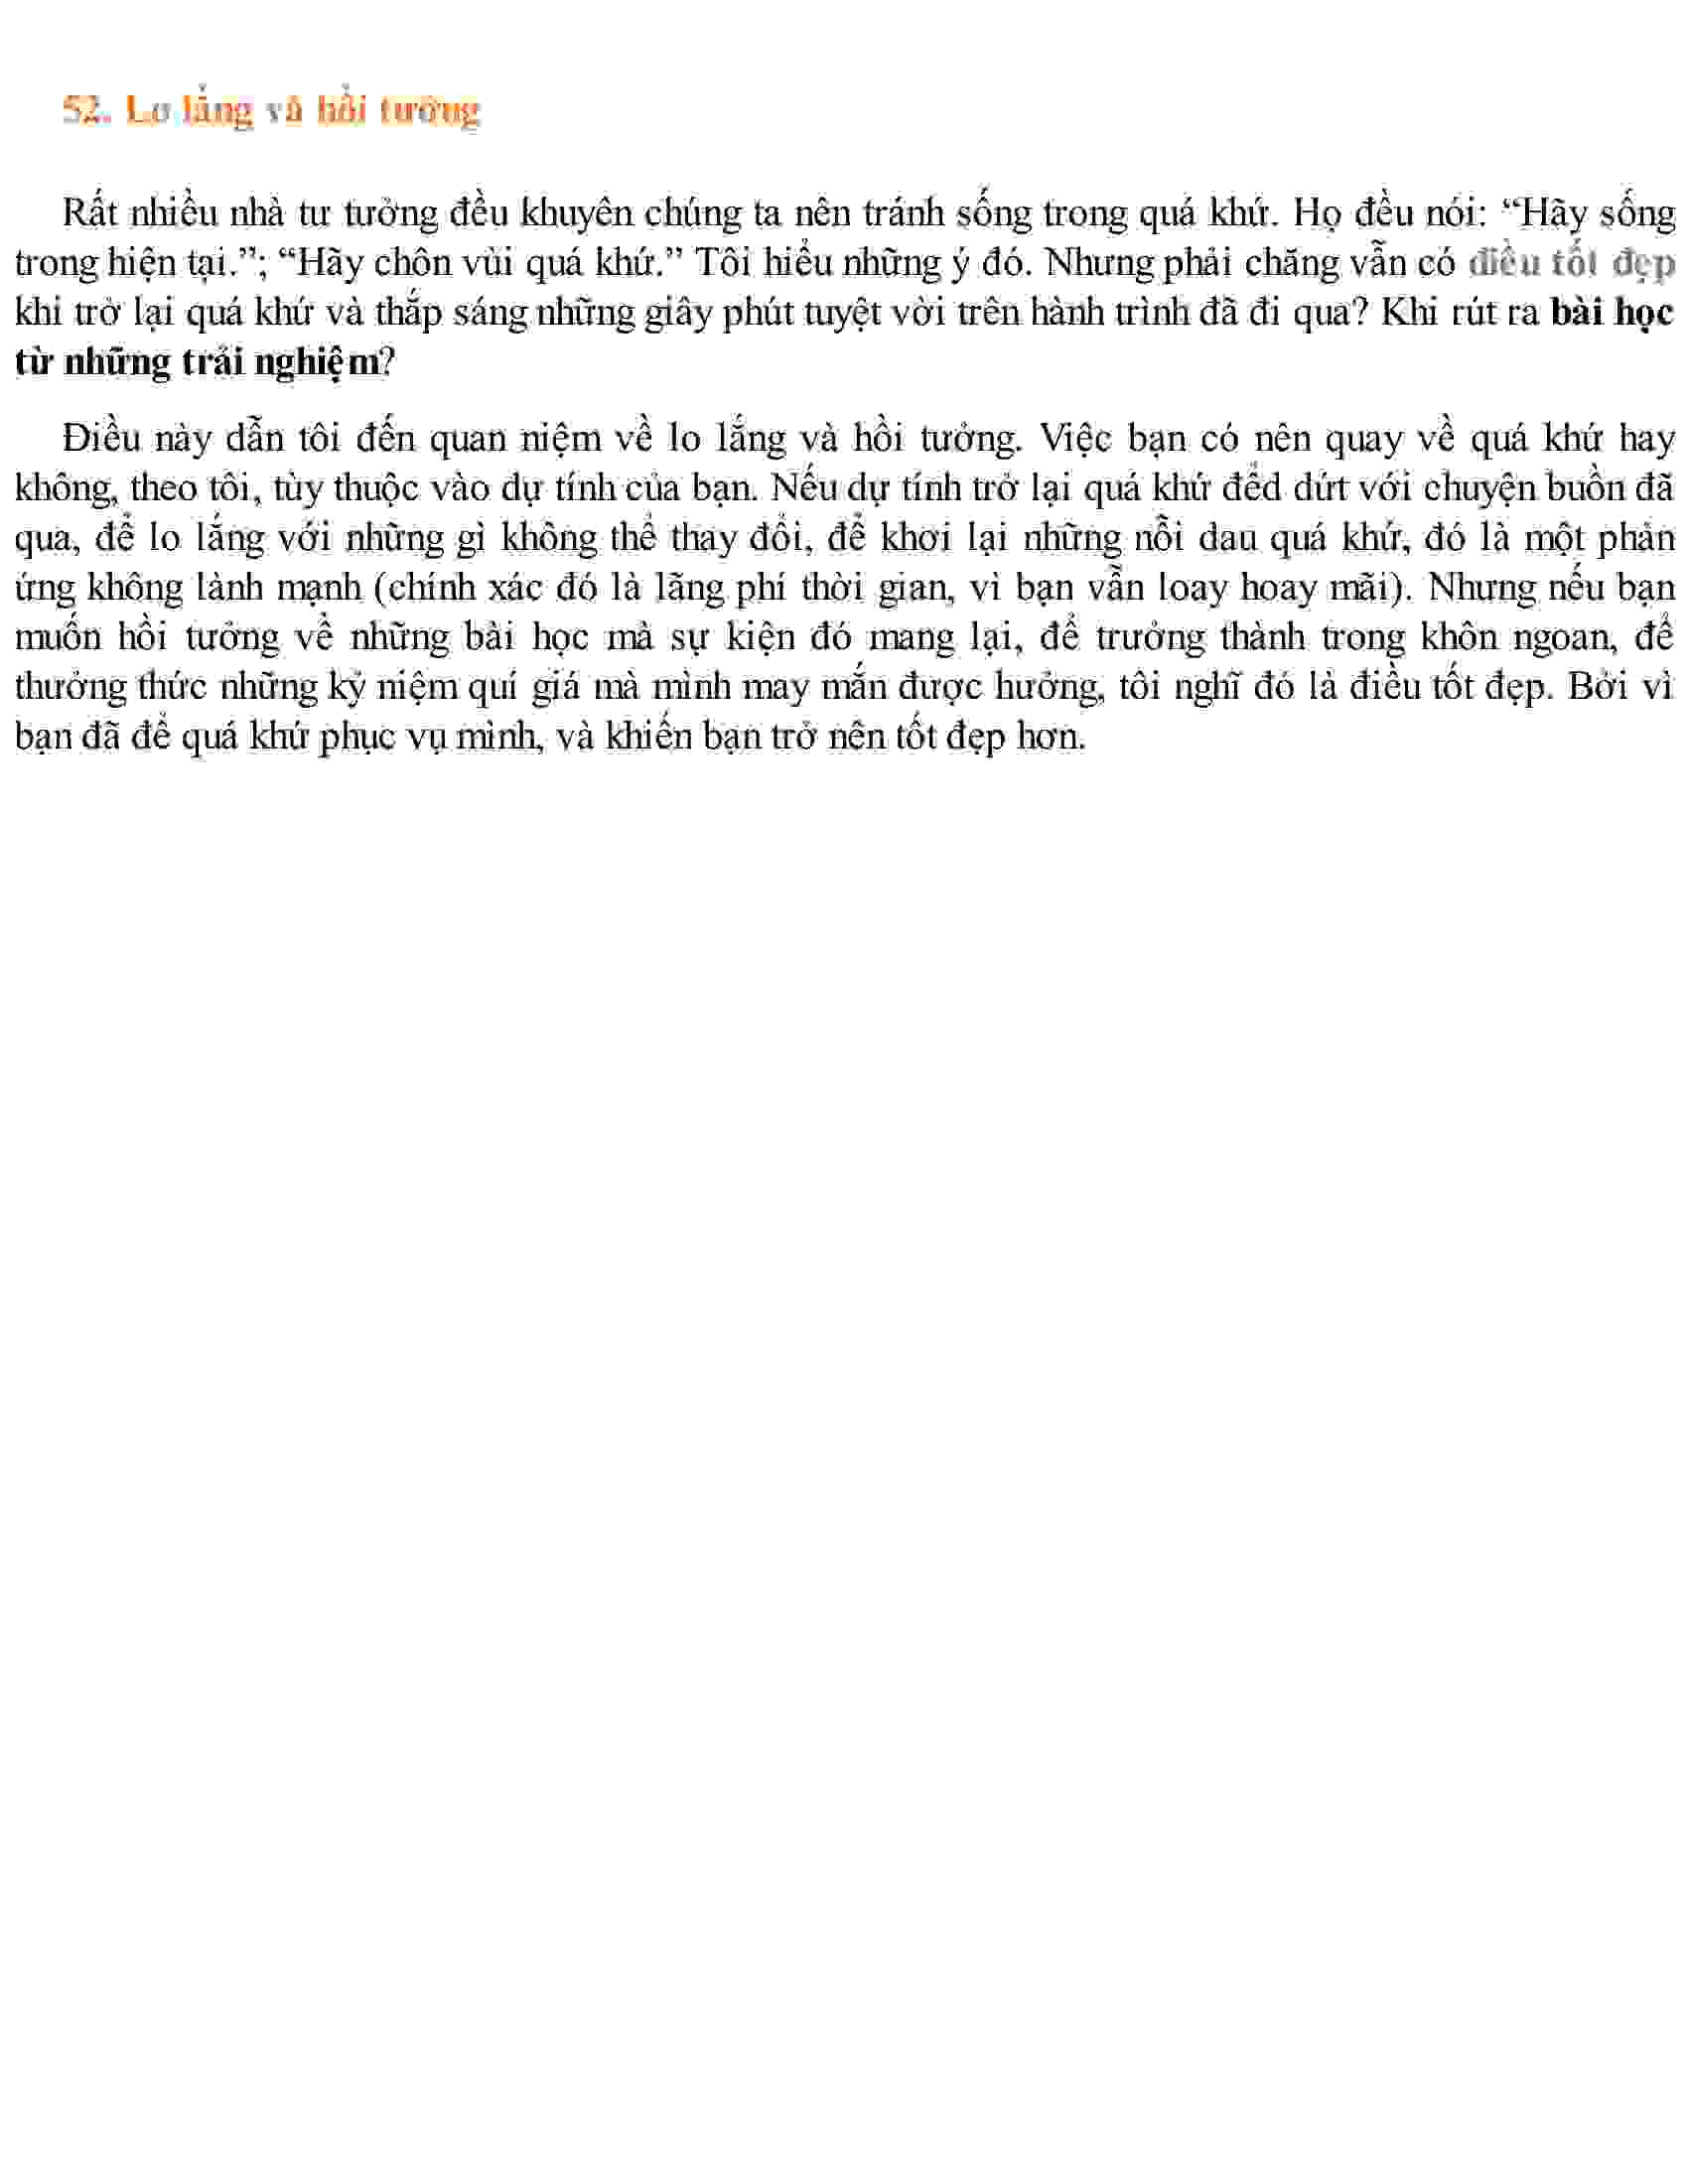 52. Lo lắng và hồi tưởng
Rất nhiều nhà tư tưởng đều khuyên chúng ta nên tránh sống trong quá khứ. Họ đều nói: “Hãy sống
trong hiện tại.”; “Hãy chôn vùi quá khứ.” Tôi hiểu những ý đó. Nhưng phải chăng vẫn có điều tốt đẹp
khi trở lại quá khứ và thắp sáng những giây phút tuyệt vời trên hành trình đã đi qua? Khi rút ra bài học
từ những trải nghiệm?
Điều này dẫn tôi đến quan niệm về lo lắng và hồi tưởng. Việc bạn có nên quay về quá khứ hay
không, theo tôi, tùy thuộc vào dự tính của bạn. Nếu dự tính trở lại quá khứ đểd dứt với chuyện buồn đã
qua, để lo lắng với những gì không thể thay đổi, để khơi lại những nỗi đau quá khứ, đó là một phản
ứng không lành mạnh (chính xác đó là lãng phí thời gian, vì bạn vẫn loay hoay mãi). Nhưng nếu bạn
muốn hồi tưởng về những bài học mà sự kiện đó mang lại, để trưởng thành trong khôn ngoan, để
thưởng thức những kỷ niệm quí giá mà mình may mắn được hưởng, tôi nghĩ đó là điều tốt đẹp. Bởi vì
bạn đã để quá khứ phục vụ mình, và khiến bạn trở nên tốt đẹp hơn.